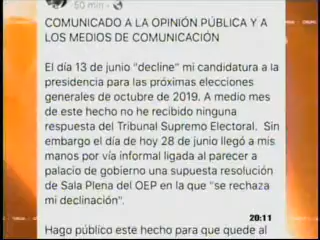 50 min
COMUNICADO A LA OPINIÓN PÚBLICA Y A
LOS MEDIOS DE COMUNICACIÓN
El día 13 de junio "decline" mi candidatura a la
presidencia para las próximas elecciones
generales de octubre de 2019. A medio mes
de este hecho no he recibido ninguna
respuesta del Tribunal Supremo Electoral. Sin
embargo el día de hoy 28 de junio llegó a mis
manos por vía informal ligada al parecer a
palacio de gobierno una supuesta resolución
de Sala Plena del OEP en la que "se rechaza
mi declinación".
20:11
Hago público este hecho para que quede al